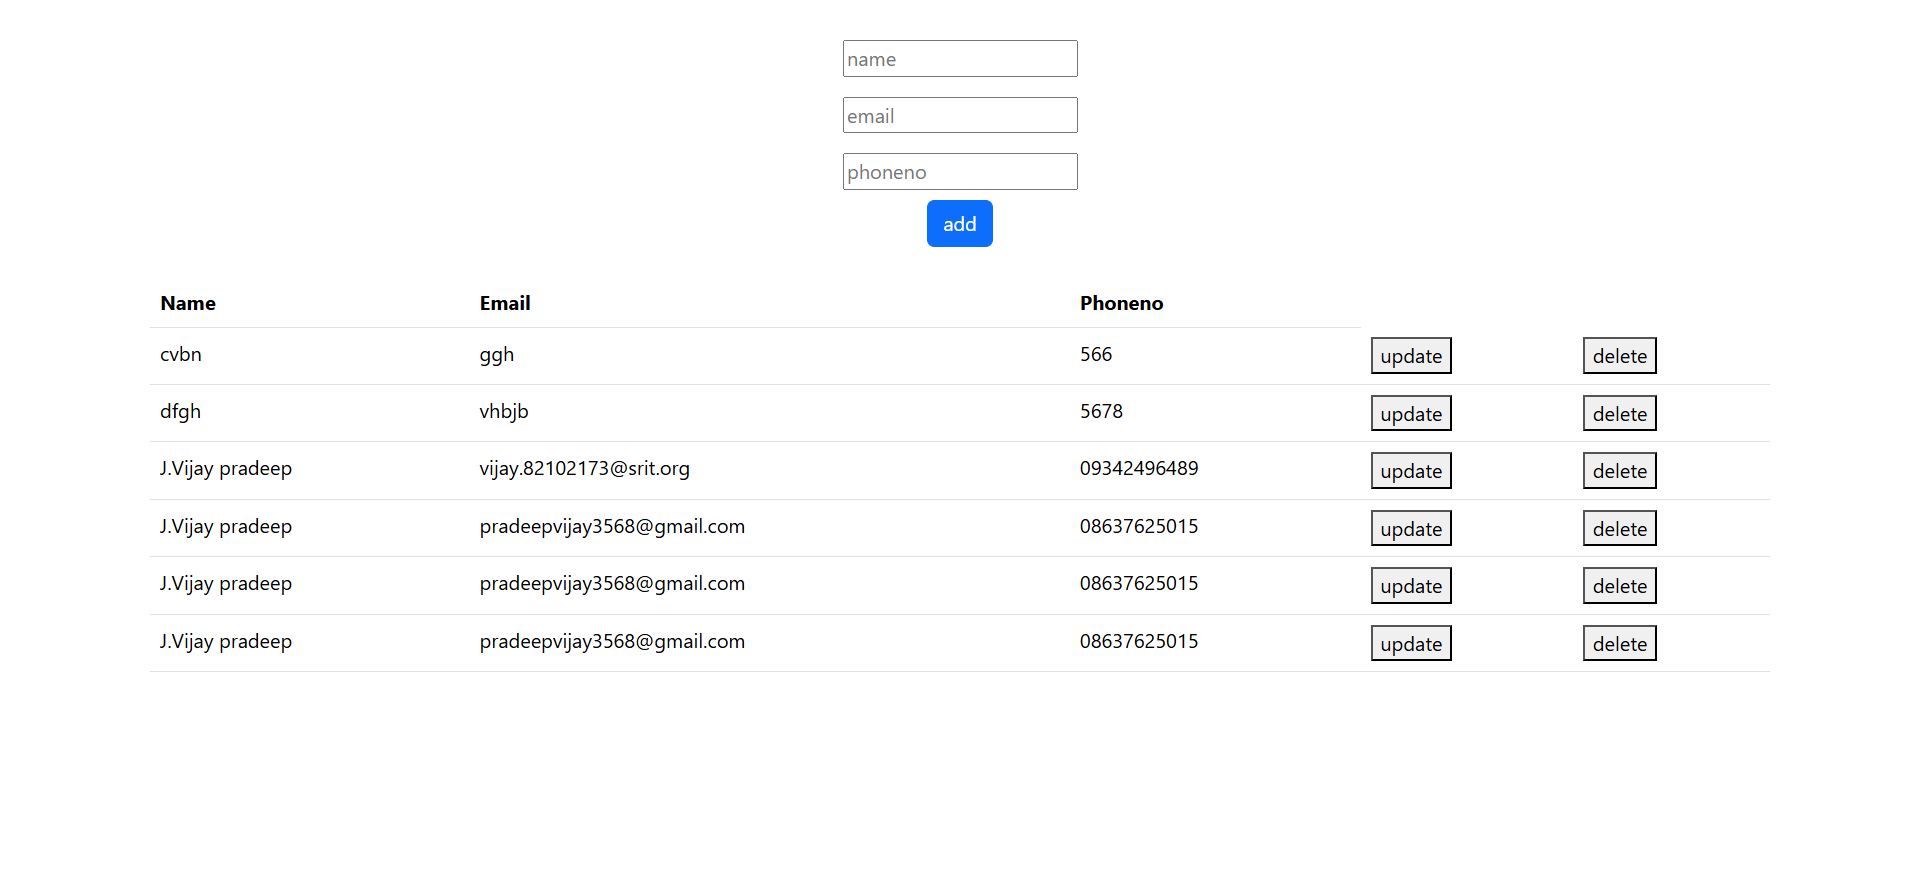 name
email
phoneno
add
Name Email Phoneno
cvbn ggh 566 update delete
dfgh vhbjb 5678 update delete
J.Vijay pradeep vijay.82102173@srit.org 09342496489 update delete
J.Vijay pradeep pradeepvijay3568@gmail.com 08637625015 update delete
J.Vijay pradeep pradeepvijay3568@gmail.com 08637625015 update delete
J.Vijay pradeep pradeepvijay3568@gmail.com 08637625015 update delete